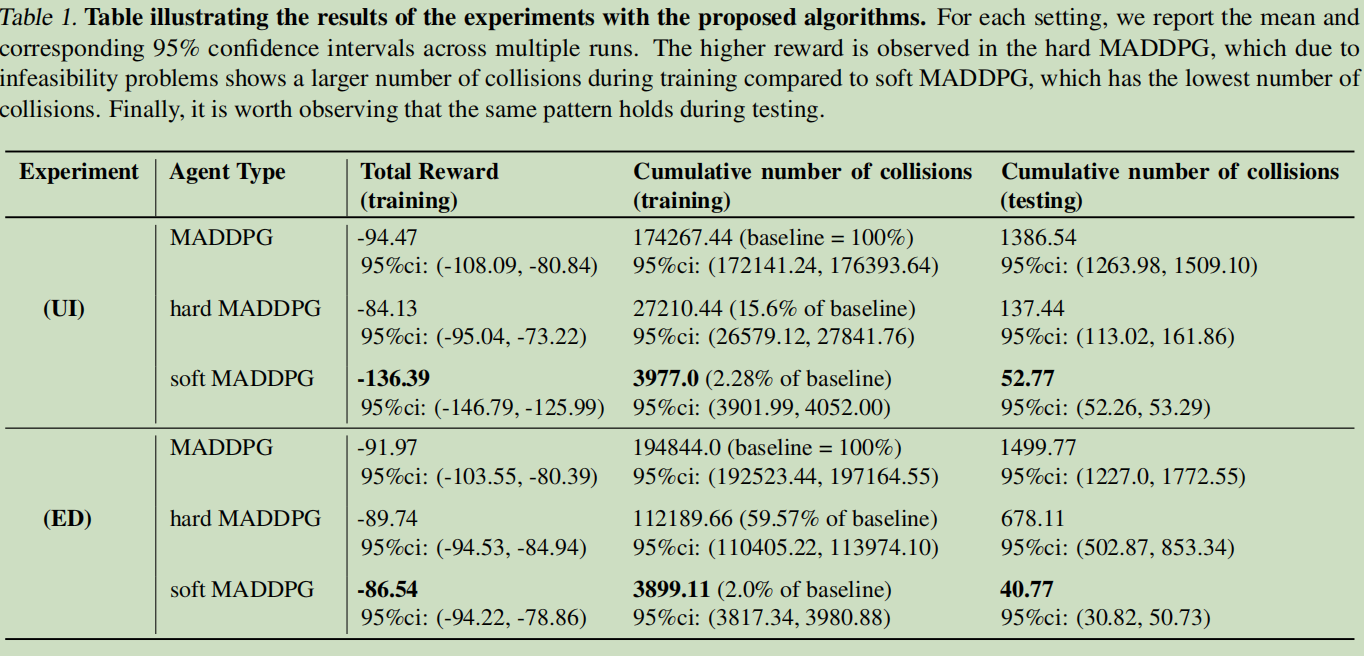 Table 1. Table illustrating the results of the experiments with the proposed algorithms. For each setting, we report the mean and
corresponding 95% confidence intervals across multiple runs. The higher reward is observed in the hard MADDPG, which due to
infeasibility problems shows a larger number of collisions during training compared to soft MADDPG, which has the lowest number of
collisions. Finally, it is worth observing that the same pattern holds during testing.
Experiment Agent Type Total Reward Cumulative number of collisions Cumulative number of collisions
(training) (training) (testing)
MADDPG -94.47 174267.44 (baseline = 100%) 1386.54
95%ci: (-108.09, -80.84) 95%ci: (172141.24, 176393.64) 95%ci: (1263.98, 1509.10)
(UI) hard MADDPG -84.13 27210.44 (15.6% of baseline) 137.44
95%ci: (-95.04, -73.22) 95%ci: (26579.12, 27841.76) 95%ci: (113.02, 161.86)
soft MADDPG -136.39 3977.0 (2.28% of baseline) 52.77
95%ci: (-146.79, -125.99) 95%ci: (3901.99, 4052.00) 95%ci: (52.26, 53.29)
MADDPG -91.97 194844.0 (baseline = 100%) 1499.77
95%ci: (-103.55, -80.39) 95%ci: (192523.44, 197164.55) 95%ci: (1227.0, 1772.55)
(ED) hard MADDPG -89.74 112189.66 (59.57% of baseline) 678.11
95%ci: (-94.53, -84.94) 95%ci: (110405.22, 113974.10) 95%ci: (502.87, 853.34)
soft MADDPG -86.54 3899.11 (2.0% of baseline) 40.77
95%ci: (-94.22, -78.86) 95%ci: (3817.34, 3980.88) 95%ci: (30.82, 50.73)